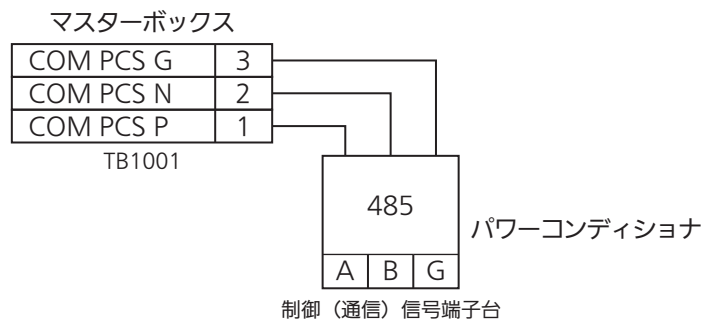 マスターボックス
COM PCS G 3
COM PCS N 2
COM PCS P 1
TB1001
485
パワーコンディショナ
A B G
制御（通信）信号端子台